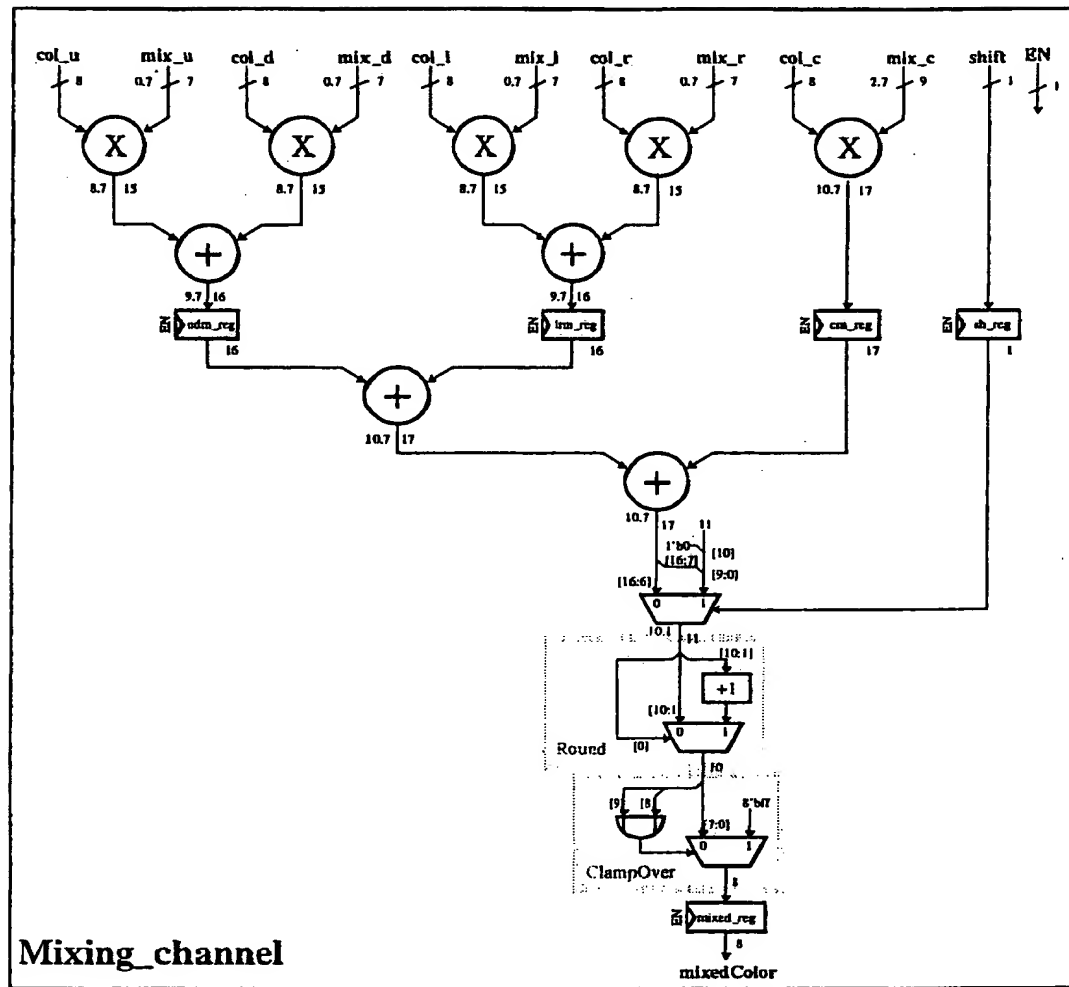 col_u mix_u col_d mix_d col_l mix_l col_r mix_r col_c mix_c shift EN
8 0.7 7 8 0.7 7 8 0.7 7 8 0.7 7 8 2.7 9 1 1
X X X X X
8.7 15 8.7 15 8.7 15 8.7 15 10.7 17
+ +
9.7 16 9.7 16
EN udm_reg EN lrm_reg EN cm_reg EN sh_reg
16 16 17 1
+
10.7 17
+
10.7 17 11
[10]
[16:7]
[16:6] [9:0]
0 1
10.1 11
[10:1]
+1
[10:1
0 1
[0]
Round
10
[9 [8
[7:0]
0 1
ClampOver
8
EN mixed_reg
8
Mixing_channel
mixedColor